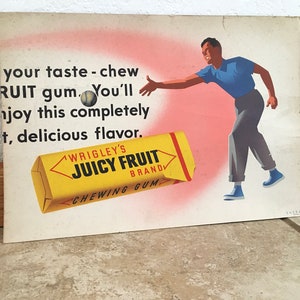 your taste - chew
RUIT gum. You'll
njoy this completely
t, delicious flavor.
WRIGLEY'S
JUICY FRUIT
BRAND
CHEWING GUM